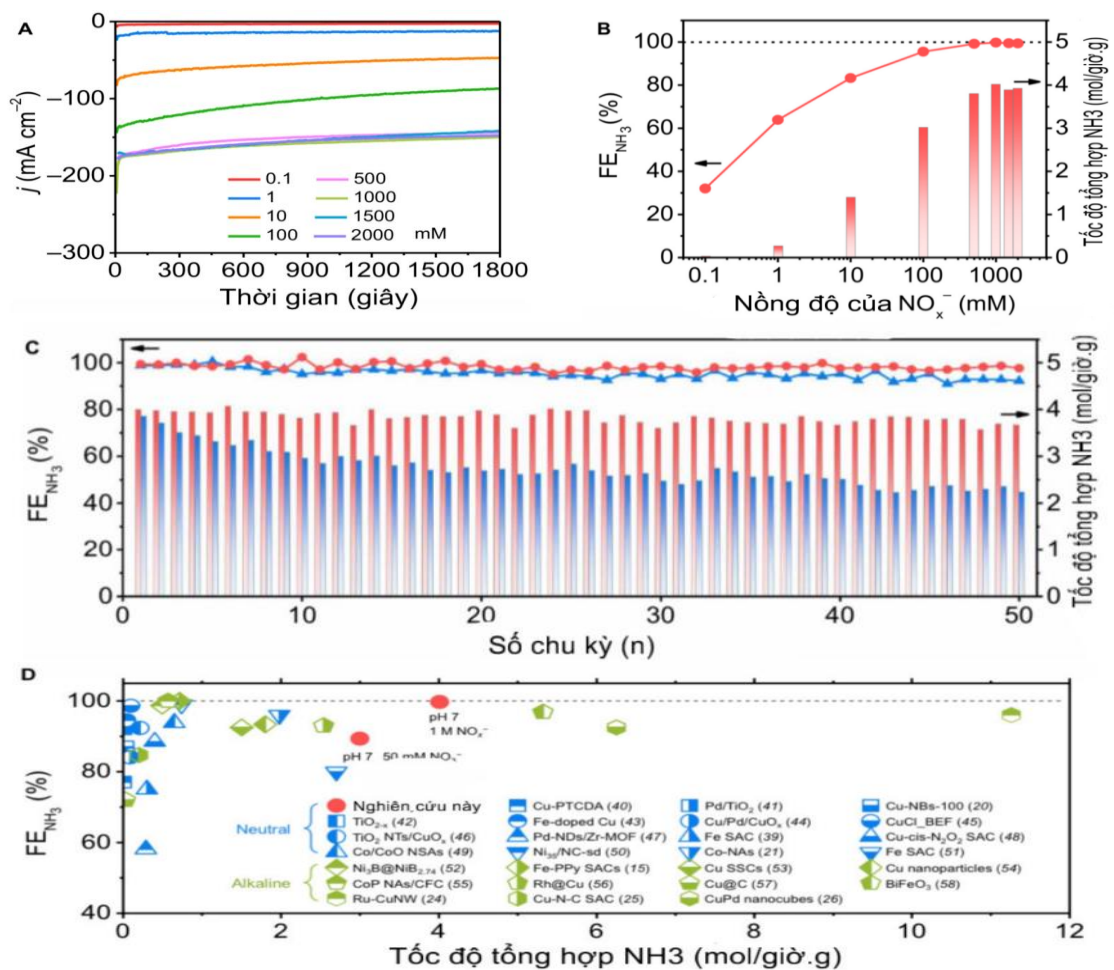 A
0
−100
−200
−300
j (mA cm⁻²)
0.1 500
1 1000
10 1500
100 2000 mM
0 300 600 900 1200 1500 1800
Thời gian (giây)
B
100
80
60
40
20
0
FE_NH₃ (%)
5
4
3
2
1
0
Tốc độ tổng hợp NH3 (mol/giờ.g)
0.1 1 10 100 1000
Nồng độ của NOₓ⁻ (mM)
C
100
80
60
40
20
0
FE_NH₃ (%)
5
4
3
2
1
0
Tốc độ tổng hợp NH3 (mol/giờ.g)
0 10 20 30 40 50
Số chu kỳ (n)
D
100
80
60
40
FE_NH₃ (%)
pH 7
1 M NOₓ⁻
pH 7 50 mM NOₓ⁻
Neutral
Nghiên cứu này Cu-PTCDA (40) Pd/TiO₂ (41) Cu-NBs-100 (20)
TiO₂₋ₓ (42) Fe-doped Cu (43) Cu/Pd/CuOₓ (44) CuCl_BEF (45)
TiO₂ NTs/CuOₓ (46) Pd-NDs/Zr-MOF (47) Fe SAC (39) Cu-cis-N₂O₂ SAC (48)
Co/CoO NSAs (49) Ni₃₅/NC-sd (50) Co-NAs (21) Fe SAC (51)
Alkaline
Ni₃B@NiB₂.₇₄ (52) Fe-PPy SACs (15) Cu SSCs (53) Cu nanoparticles (54)
CoP NAs/CFC (55) Rh@Cu (56) Cu@C (57) BiFeO₃ (58)
Ru-CuNW (24) Cu-N-C SAC (25) CuPd nanocubes (26)
0 2 4 6 8 10 12
Tốc độ tổng hợp NH3 (mol/giờ.g)